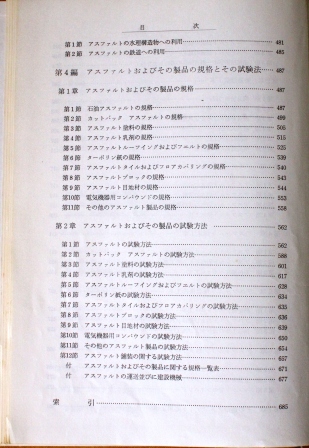 目 次
第1節 アスファルトの水理構造物への利用 481
第2節 アスファルトの鉄道への利用 485
第4編 アスファルトおよびその製品の規格とその試験法 487
第1章 アスファルトおよびその製品の規格 487
第1節 石油アスファルトの規格 487
第2節 カットバック アスファルトの規格 499
第3節 アスファルト塗料の規格 505
第4節 アスファルト乳剤の規格 515
第5節 アスファルトルーフィングおよびフェルトの規格 525
第6節 ターポリン紙の規格 539
第7節 アスファルトタイルおよびフロアカバリングの規格 540
第8節 アスファルトブロックの規格 543
第9節 アスファルト目地材の規格 544
第10節 電気機器用コンパウンドの規格 553
第11節 その他のアスファルト製品の規格 558
第2章 アスファルトおよびその製品の試験方法 562
第1節 アスファルトの試験方法 562
第2節 カットバック アスファルトの試験方法 588
第3節 アスファルト塗料の試験方法 601
第4節 アスファルト乳剤の試験方法 617
第5節 アスファルトルーフィングおよびフェルトの試験方法 628
第6節 ターポリン紙の試験方法 634
第7節 アスファルトタイルおよびフロアカバリングの試験方法 635
第8節 アスファルトブロックの試験方法 636
第9節 アスファルト目地材の試験方法 639
第10節 電気機器用コンパウンドの試験方法 650
第11節 その他のアスファルト製品の試験方法 654
第12節 アスファルト舗装の関する試験方法 657
付 アスファルトおよびその製品に関する規格一覧表 671
付 アスファルトの運送並びに建設機械 677
索 引 685